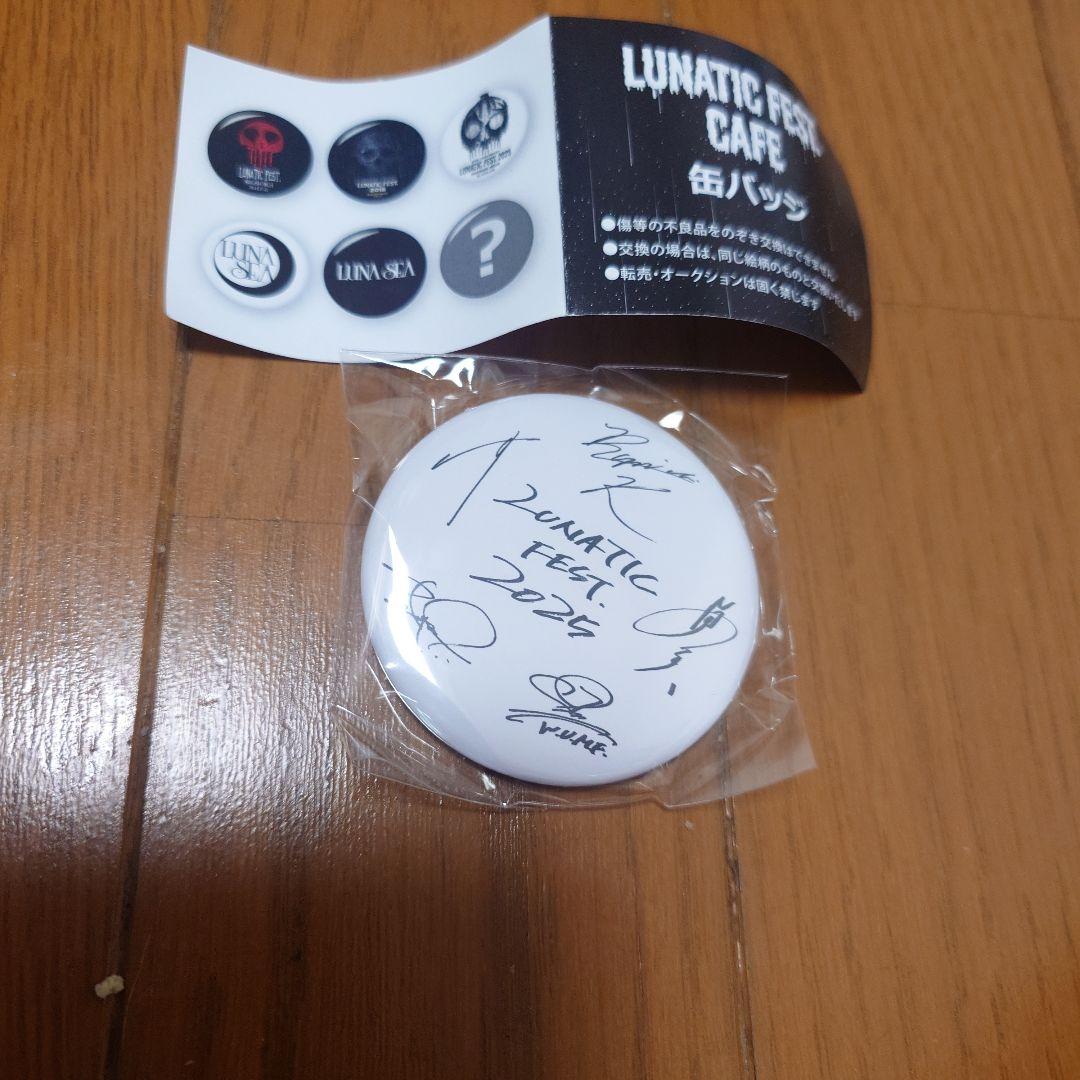 LUNATIC FEST.
CAFE
缶バッジ
●傷等の不良品をのぞき交換はできません
●交換の場合は、同じ絵柄のものと交換
●転売・オークションは固く禁じます
LUNATIC FEST.
LUNATIC FEST.
2018
LUNATIC FEST. 2025
LUNA
SEA
LUNA SEA
?
LUNATIC
FEST.
2025